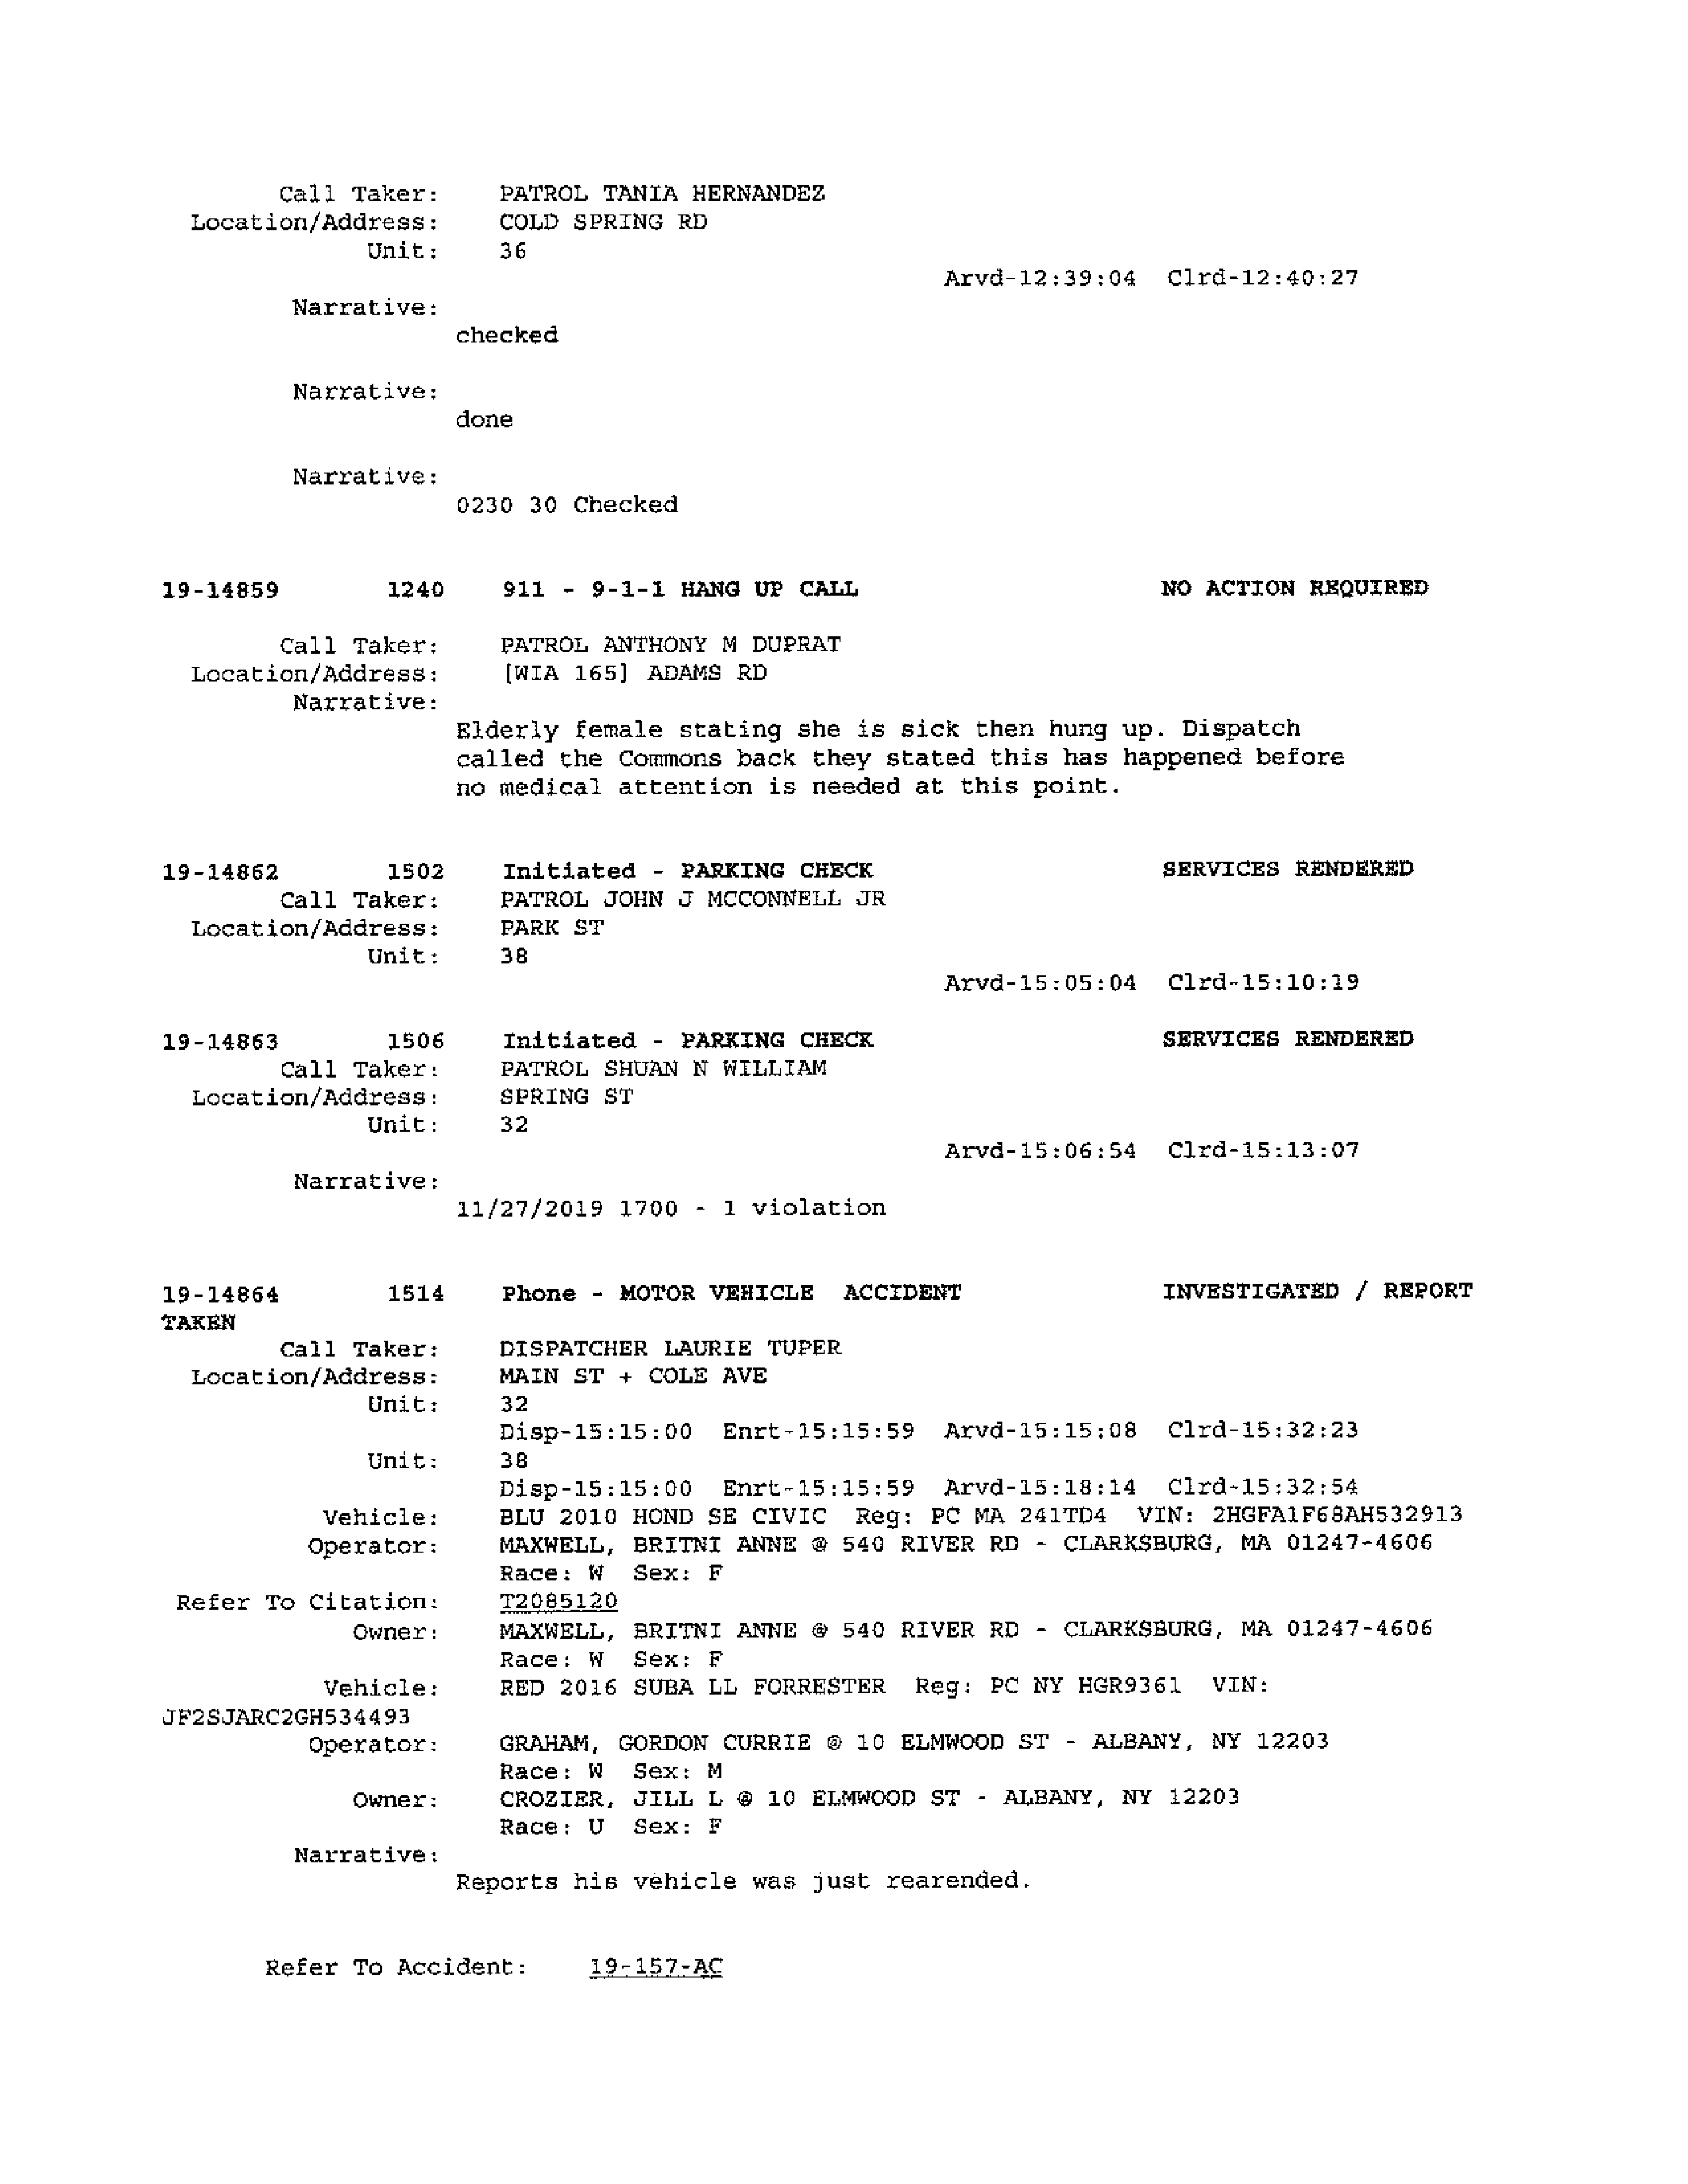 Call Taker: PATROL TANIA HERNANDEZ
Location/Address: COLD SPRING RD
Unit: 36
Arvd-12:39:04 Clrd-12:40:27
Narrative:
checked
Narrative:
done
Narrative:
0230 30 Checked
19-14859 1240 911 - 9-1-1 HANG UP CALL NO ACTION REQUIRED
Call Taker: PATROL ANTHONY M DUPRAT
Location/Address: [WIA 165] ADAMS RD
Narrative:
Elderly female stating she is sick then hung up. Dispatch
called the Commons back they stated this has happened before
no medical attention is needed at this point.
19-14862 1502 Initiated - PARKING CHECK SERVICES RENDERED
Call Taker: PATROL JOHN J MCCONNELL JR
Location/Address: PARK ST
Unit: 38
Arvd-15:05:04 Clrd-15:10:19
19-14863 1506 Initiated - PARKING CHECK SERVICES RENDERED
Call Taker: PATROL SHUAN N WILLIAM
Location/Address: SPRING ST
Unit: 32
Arvd-15:06:54 Clrd-15:13:07
Narrative:
11/27/2019 1700 - 1 violation
19-14864 1514 Phone - MOTOR VEHICLE ACCIDENT INVESTIGATED / REPORT
TAKEN
Call Taker: DISPATCHER LAURIE TUPER
Location/Address: MAIN ST + COLE AVE
Unit: 32
Disp-15:15:00 Enrt-15:15:59 Arvd-15:15:08 Clrd-15:32:23
Unit: 38
Disp-15:15:00 Enrt-15:15:59 Arvd-15:18:14 Clrd-15:32:54
Vehicle: BLU 2010 HOND SE CIVIC Reg: PC MA 241TD4 VIN: 2HGFA1F68AH532913
Operator: MAXWELL, BRITNI ANNE @ 540 RIVER RD - CLARKSBURG, MA 01247-4606
Race: W Sex: F
Refer To Citation: T2085120
Owner: MAXWELL, BRITNI ANNE @ 540 RIVER RD - CLARKSBURG, MA 01247-4606
Race: W Sex: F
Vehicle: RED 2016 SUBA LL FORRESTER Reg: PC NY HGR9361 VIN:
JF2SJARC2GH534493
Operator: GRAHAM, GORDON CURRIE @ 10 ELMWOOD ST - ALBANY, NY 12203
Race: W Sex: M
Owner: CROZIER, JILL L @ 10 ELMWOOD ST - ALBANY, NY 12203
Race: U Sex: F
Narrative:
Reports his vehicle was just rearended.
Refer To Accident: 19-157-AC